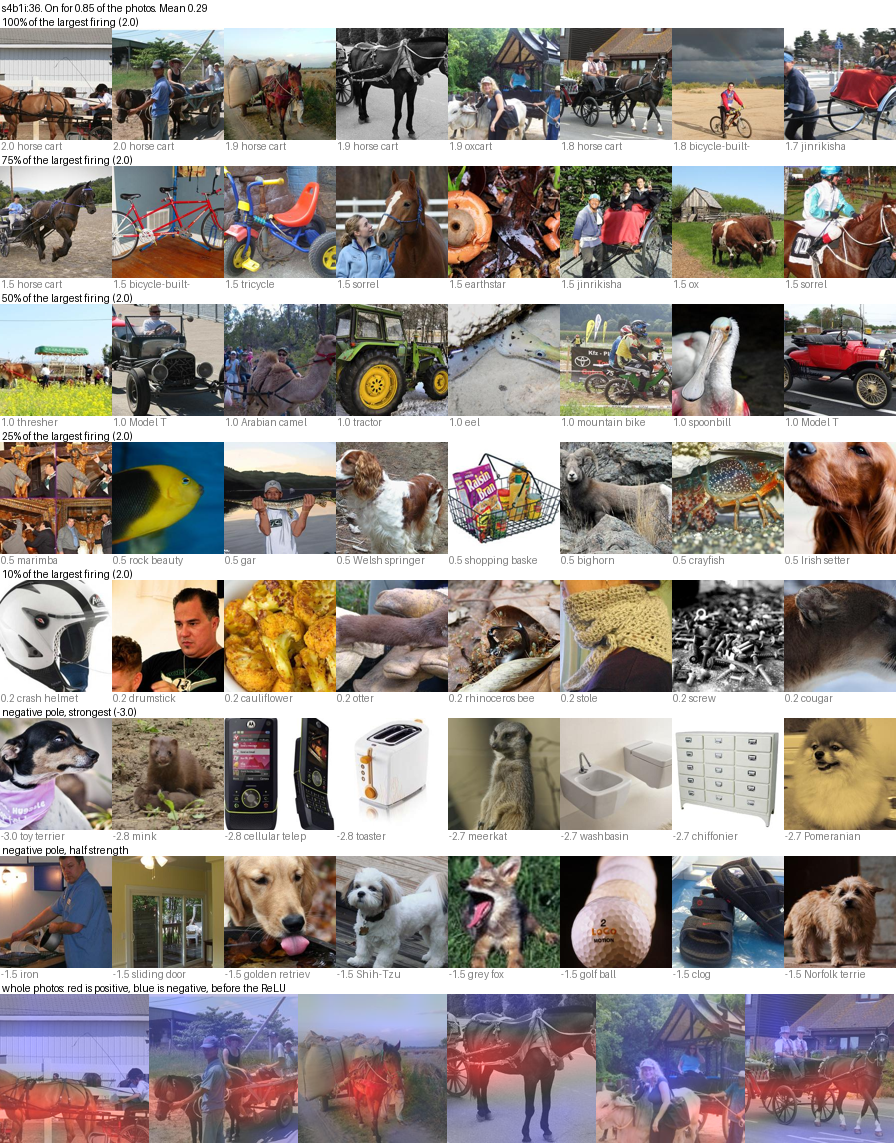 s4b1i:36. On for 0.85 of the photos. Mean 0.29
100% of the largest firing (2.0)
2.0 horse cart
2.0 horse cart
1.9 horse cart
1.9 horse cart
1.9 oxcart
1.8 horse cart
1.8 bicycle-built-
1.7 jinrikisha
75% of the largest firing (2.0)
1.5 horse cart
1.5 bicycle-built-
1.5 tricycle
1.5 sorrel
1.5 earthstar
1.5 jinrikisha
1.5 ox
1.5 sorrel
50% of the largest firing (2.0)
1.0 thresher
1.0 Model T
1.0 Arabian camel
1.0 tractor
1.0 eel
1.0 mountain bike
1.0 spoonbill
1.0 Model T
25% of the largest firing (2.0)
Raisin
Bran
0.5 marimba
0.5 rock beauty
0.5 gar
0.5 Welsh springer
0.5 shopping baske
0.5 bighorn
0.5 crayfish
0.5 Irish setter
10% of the largest firing (2.0)
0.2 crash helmet
0.2 drumstick
0.2 cauliflower
0.2 otter
0.2 rhinoceros bee
0.2 stole
0.2 screw
0.2 cougar
negative pole, strongest (-3.0)
-3.0 toy terrier
-2.8 mink
-2.8 cellular telep
-2.8 toaster
-2.7 meerkat
-2.7 washbasin
-2.7 chiffonier
-2.7 Pomeranian
negative pole, half strength
2
LOCO
MOTION
-1.5 iron
-1.5 sliding door
-1.5 golden retriev
-1.5 Shih-Tzu
-1.5 grey fox
-1.5 golf ball
-1.5 clog
-1.5 Norfolk terrie
whole photos: red is positive, blue is negative, before the ReLU